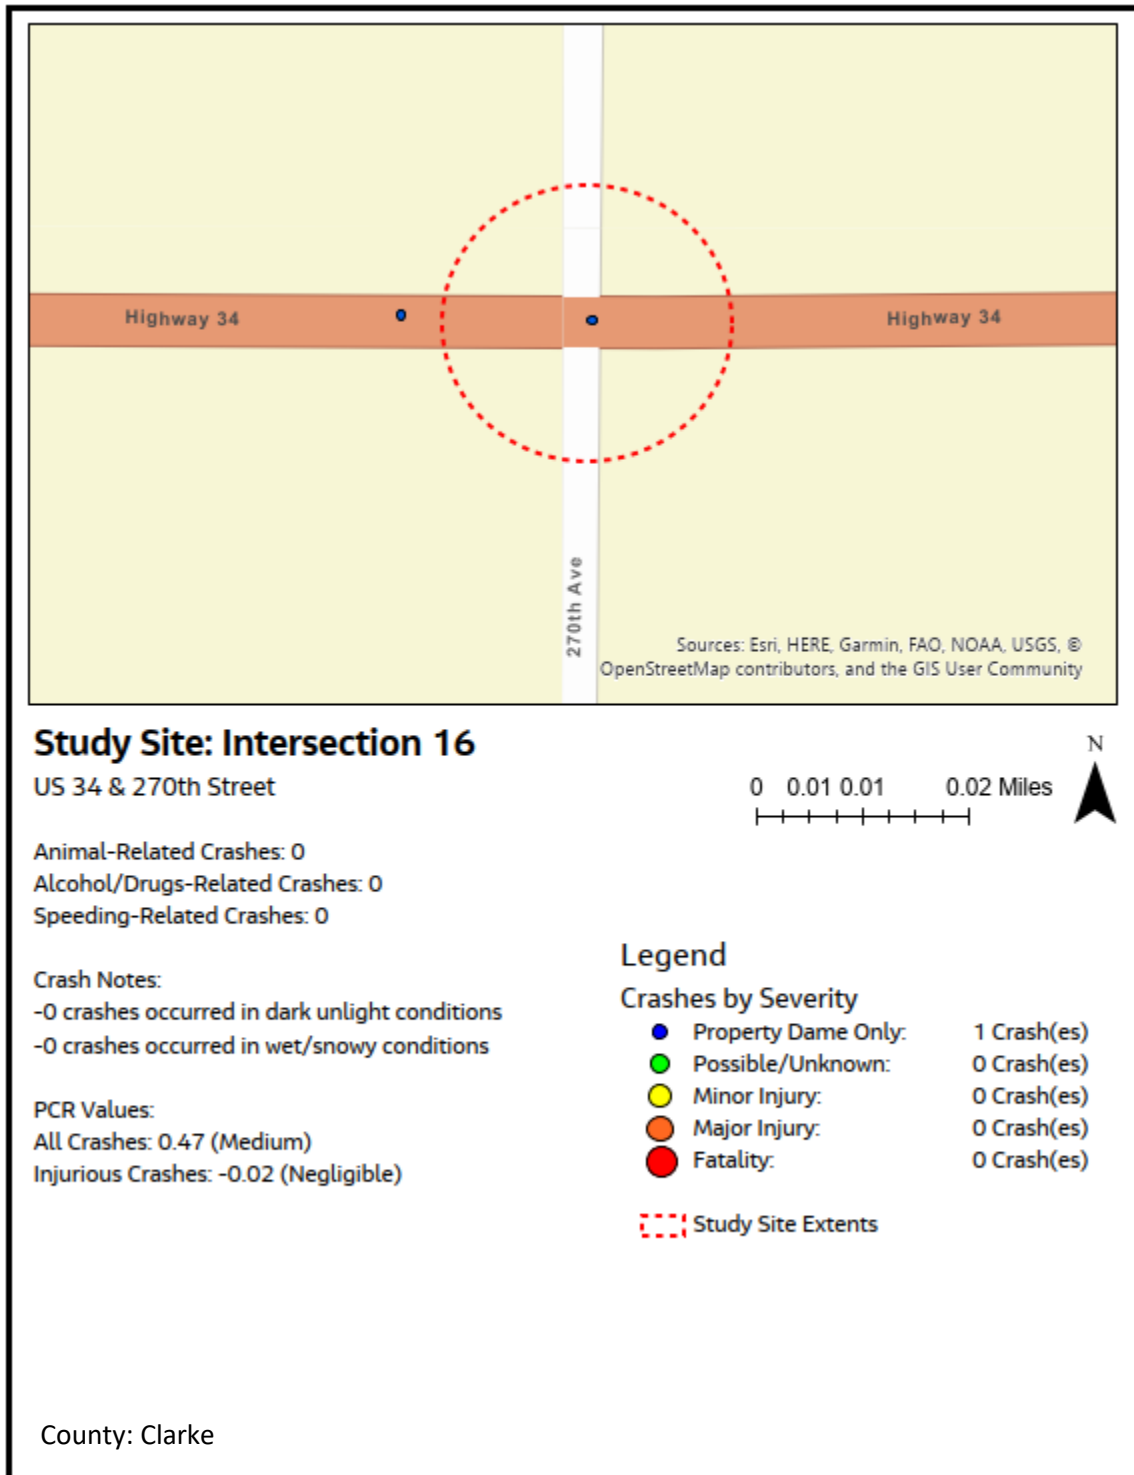 Highway 34
Highway 34
270th Ave
Sources: Esri, HERE, Garmin, FAO, NOAA, USGS, ©
OpenStreetMap contributors, and the GIS User Community
Study Site: Intersection 16
US 34 & 270th Street
N
0 0.01 0.01 0.02 Miles
Animal-Related Crashes: 0
Alcohol/Drugs-Related Crashes: 0
Speeding-Related Crashes: 0
Crash Notes:
-0 crashes occurred in dark unlight conditions
-0 crashes occurred in wet/snowy conditions
PCR Values:
All Crashes: 0.47 (Medium)
Injurious Crashes: -0.02 (Negligible)
Legend
Crashes by Severity
Property Dame Only: 1 Crash(es)
Possible/Unknown: 0 Crash(es)
Minor Injury: 0 Crash(es)
Major Injury: 0 Crash(es)
Fatality: 0 Crash(es)
Study Site Extents
County: Clarke